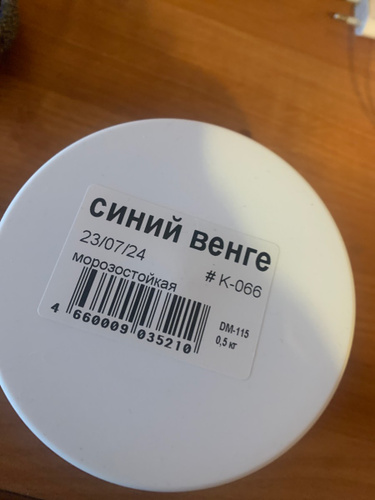 синий венге
23/07/24
# K-066
морозостойкая
4 660009 035210
DM-115
0,5 кг